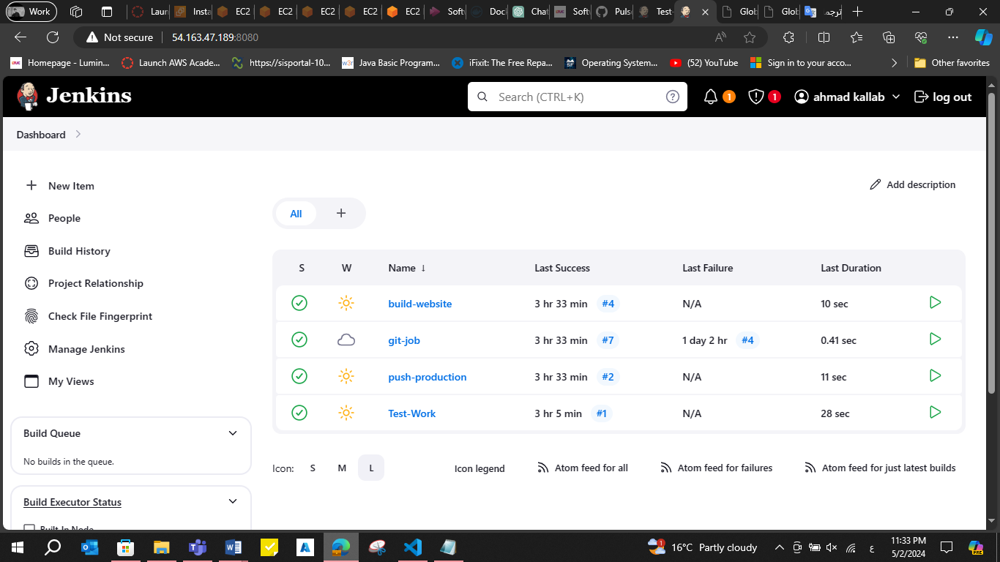 Work
Laun
Insta
EC2
EC2
EC2
EC2
EC2
Soft
Doc
Chat
Soft
Puls
Test-
Glob
Glob
ترجمة
Not secure
54.163.47.189:8080
Homepage - Lumin...
Launch AWS Acade...
https://sisportal-10...
Java Basic Program...
iFixit: The Free Repa...
Operating System...
(52) YouTube
Sign in to your acco...
Other favorites
Jenkins
Search (CTRL+K)
1
1
ahmad kallab
log out
Dashboard
New Item
People
Build History
Project Relationship
Check File Fingerprint
Manage Jenkins
My Views
Build Queue
No builds in the queue.
Build Executor Status
Built-In Node
Add description
All +
S W Name ↓ Last Success Last Failure Last Duration
build-website 3 hr 33 min #4 N/A 10 sec
git-job 3 hr 33 min #7 1 day 2 hr #4 0.41 sec
push-production 3 hr 33 min #2 N/A 11 sec
Test-Work 3 hr 5 min #1 N/A 28 sec
Icon: S M L
Icon legend
Atom feed for all
Atom feed for failures
Atom feed for just latest builds
1
16°C Partly cloudy
ع
11:33 PM
5/2/2024
PRE